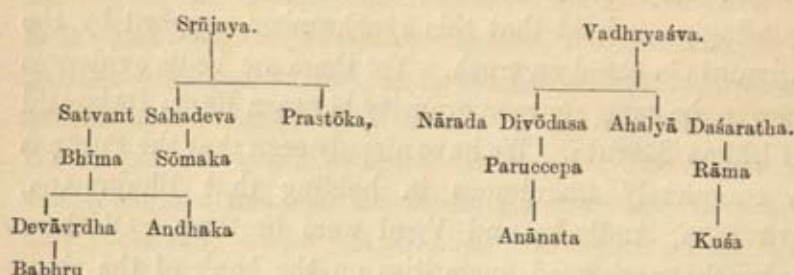 Sṛñjaya. Vadhryaśva.
Satvant Sahadeva Prastōka, Nārada Divōdasa Ahalyā Daśaratha.
Bhīma Sōmaka Paruccepa Rāma
Devāvṛdha Andhaka Anānata Kuśa
Babhru